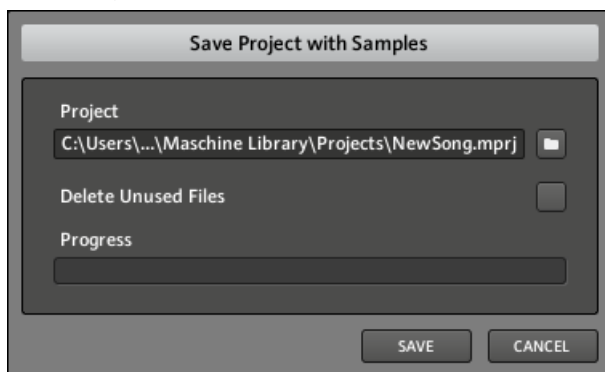 Save Project with Samples
Project
C:\Users\...\Maschine Library\Projects\NewSong.mprj
Delete Unused Files
Progress
SAVE CANCEL